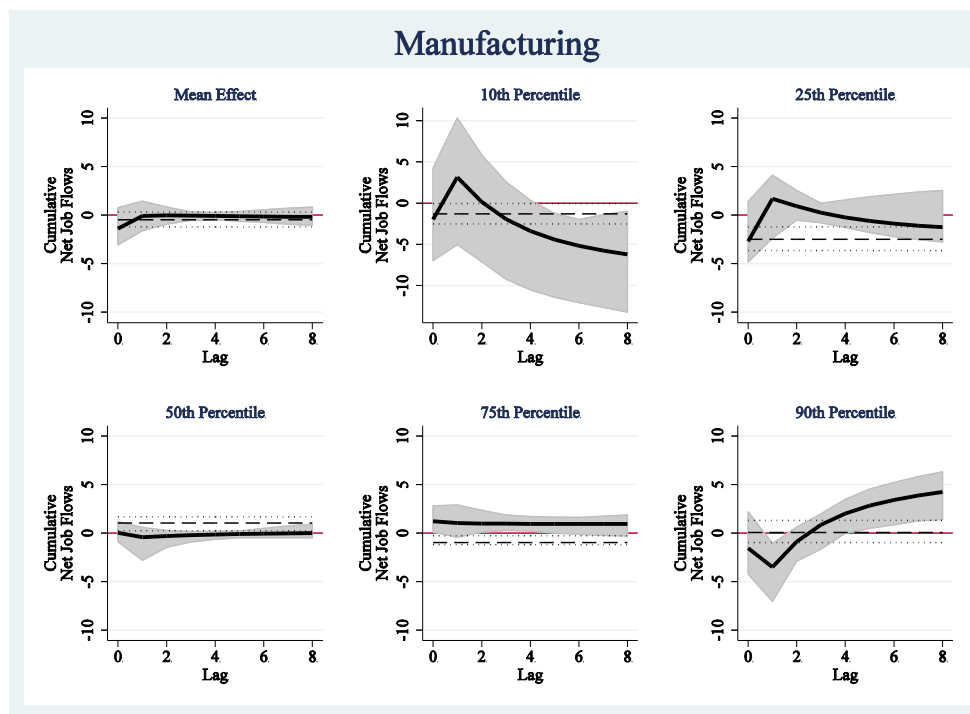 Manufacturing
Mean Effect
10
5
0
-5
-10
Cumulative
Net Job Flows
0 2 4 6 8
Lag
10th Percentile
10
5
0
-5
-10
Cumulative
Net Job Flows
0 2 4 6 8
Lag
25th Percentile
10
5
0
-5
-10
Cumulative
Net Job Flows
0 2 4 6 8
Lag
50th Percentile
10
5
0
-5
-10
Cumulative
Net Job Flows
0 2 4 6 8
Lag
75th Percentile
10
5
0
-5
-10
Cumulative
Net Job Flows
0 2 4 6 8
Lag
90th Percentile
10
5
0
-5
-10
Cumulative
Net Job Flows
0 2 4 6 8
Lag